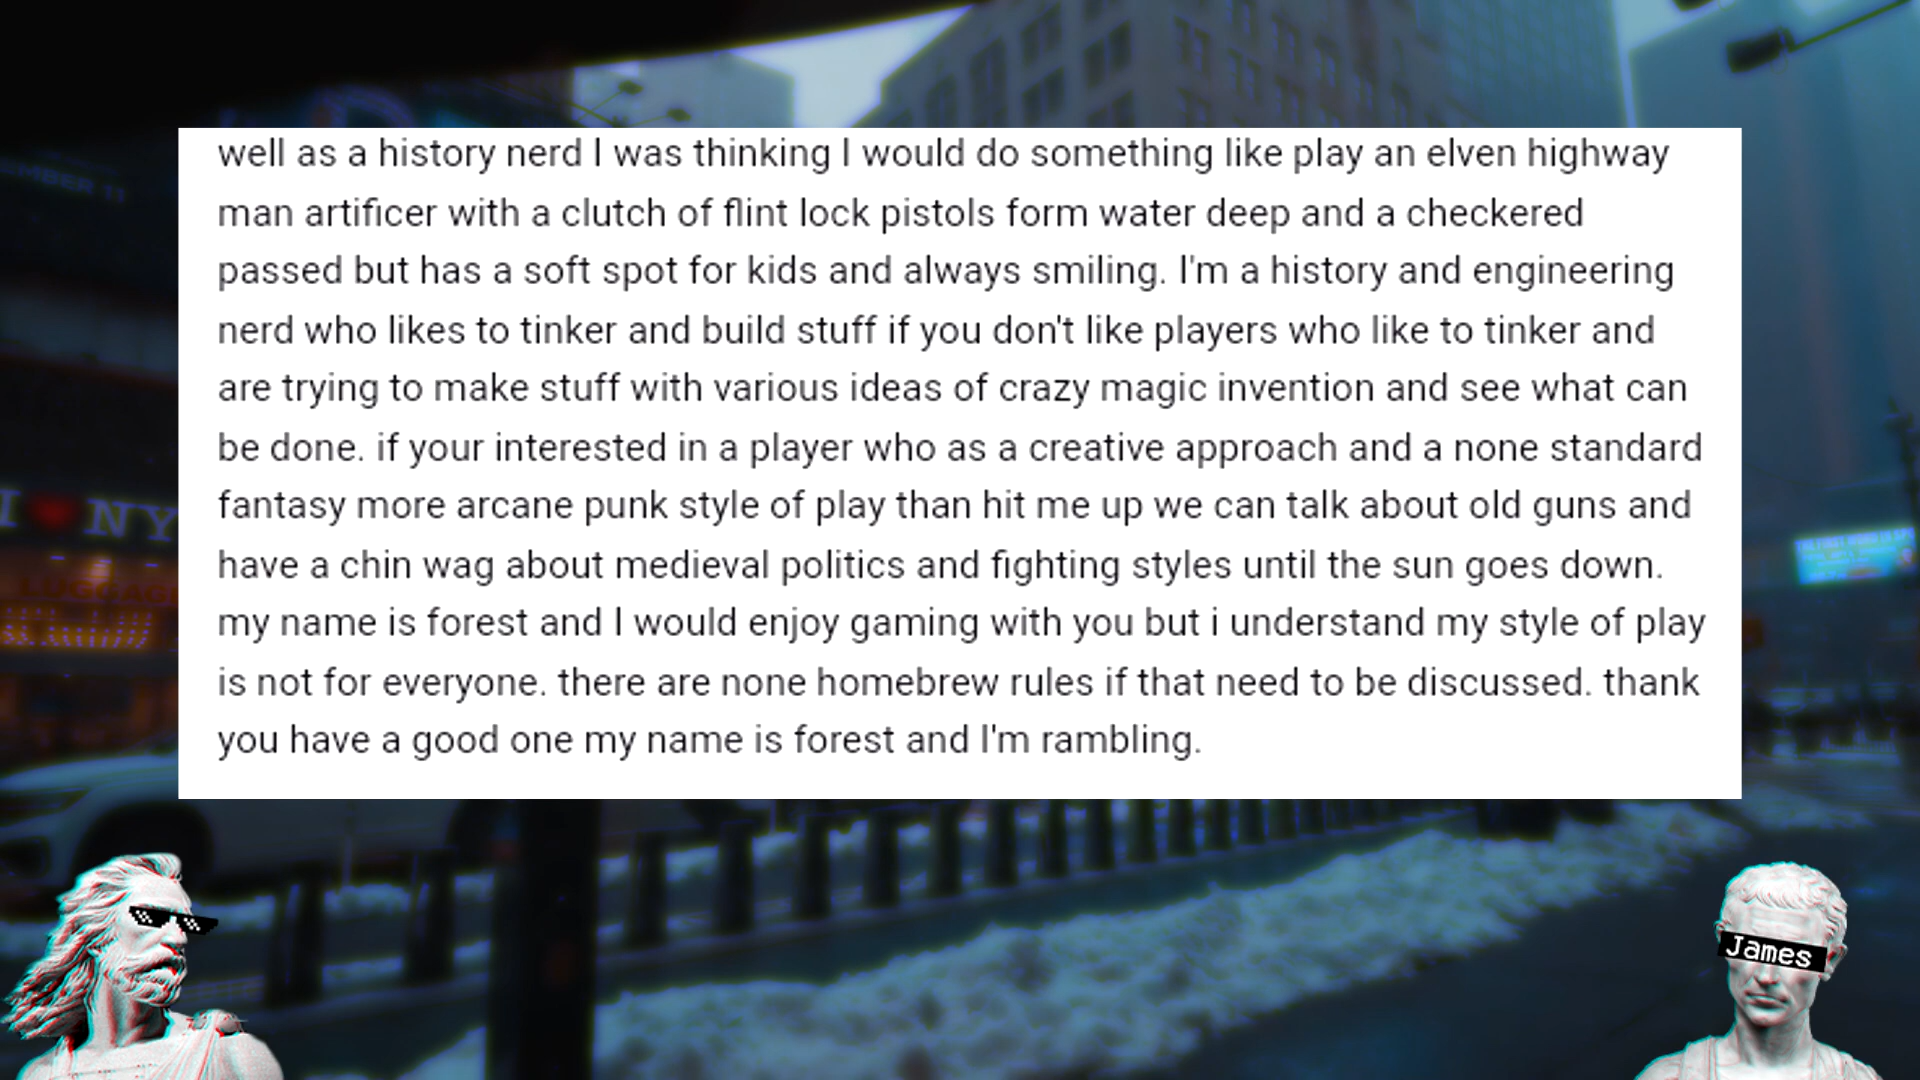 well as a history nerd I was thinking I would do something like play an elven highway
man artificer with a clutch of flint lock pistols form water deep and a checkered
passed but has a soft spot for kids and always smiling. I'm a history and engineering
nerd who likes to tinker and build stuff if you don't like players who like to tinker and
are trying to make stuff with various ideas of crazy magic invention and see what can
be done. if your interested in a player who as a creative approach and a none standard
fantasy more arcane punk style of play than hit me up we can talk about old guns and
have a chin wag about medieval politics and fighting styles until the sun goes down.
my name is forest and I would enjoy gaming with you but i understand my style of play
is not for everyone. there are none homebrew rules if that need to be discussed. thank
you have a good one my name is forest and I'm rambling.
I NY
LUGGAGE
James